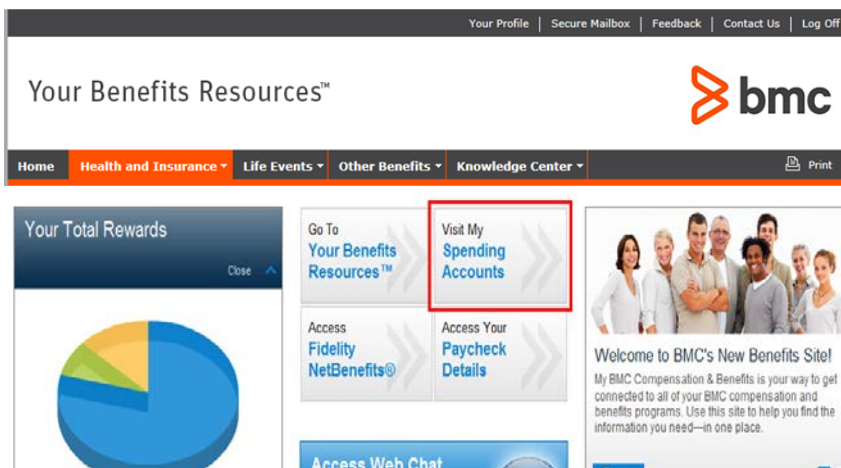 Your Profile | Secure Mailbox | Feedback | Contact Us | Log Off
Your Benefits Resources™
bmc
Home Health and Insurance Life Events Other Benefits Knowledge Center Print
Your Total Rewards
Close
Go To
Your Benefits
Resources™
Visit My
Spending
Accounts
Access
Fidelity
NetBenefits®
Access Your
Paycheck
Details
Access Web Chat
Welcome to BMC's New Benefits Site!
My BMC Compensation & Benefits is your way to get
connected to all of your BMC compensation and
benefits programs. Use this site to help you find the
information you need—in one place.